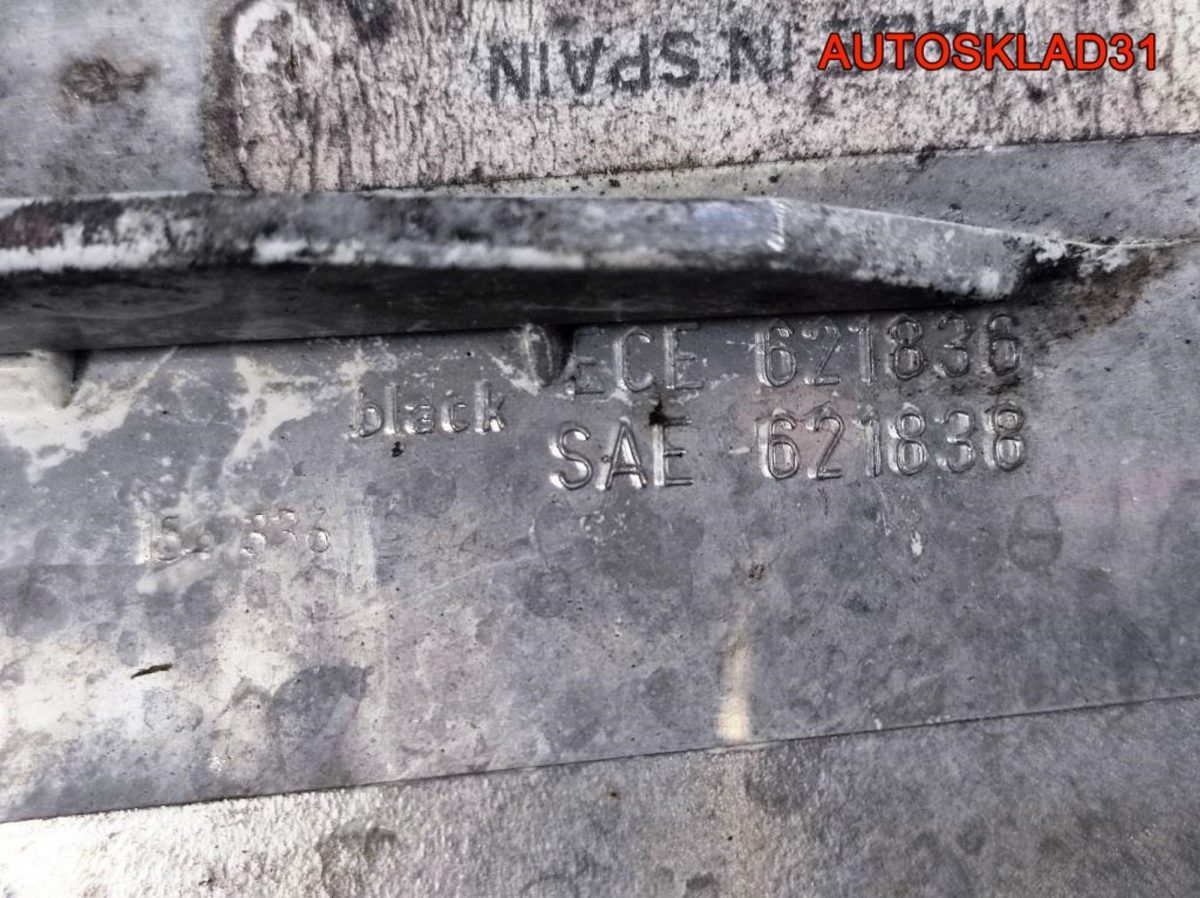 AUTOSKLAD31
IN SPAIN
ECE 621836
black
SAE 621838